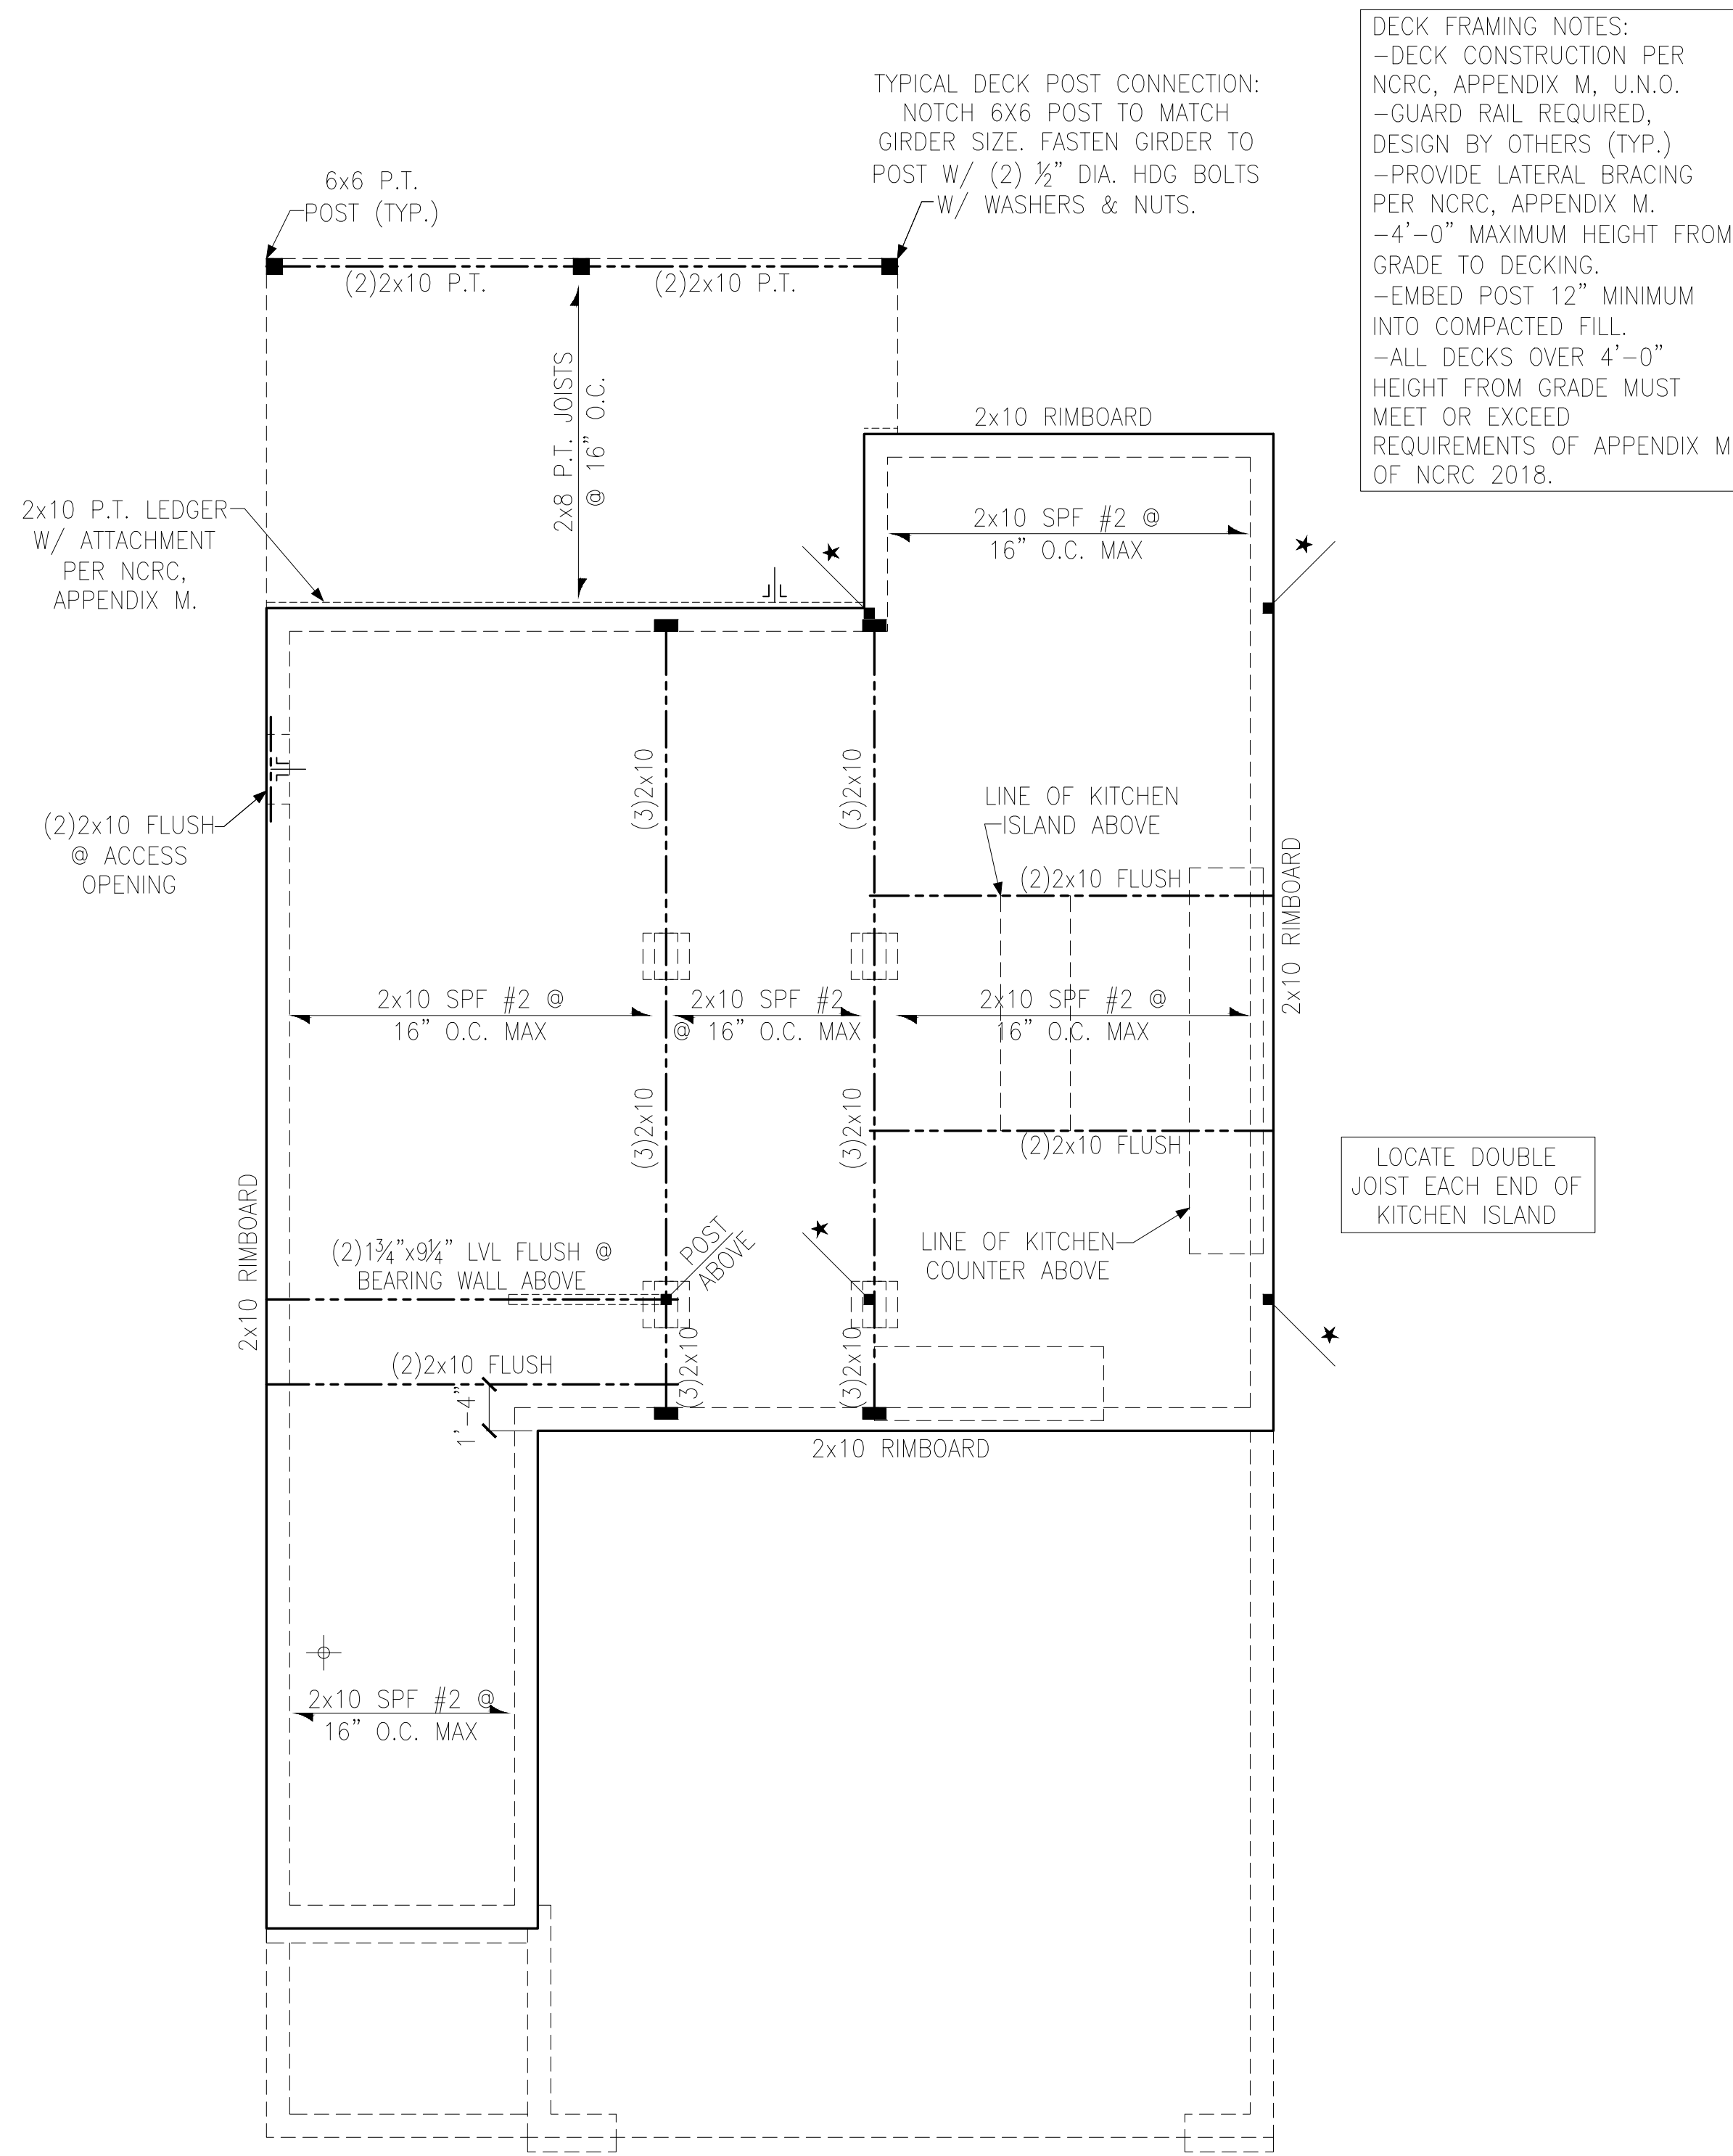 DECK FRAMING NOTES:
-DECK CONSTRUCTION PER
NCRC, APPENDIX M, U.N.O.
-GUARD RAIL REQUIRED,
DESIGN BY OTHERS (TYP.)
-PROVIDE LATERAL BRACING
PER NCRC, APPENDIX M.
-4'-0" MAXIMUM HEIGHT FROM
GRADE TO DECKING.
-EMBED POST 12" MINIMUM
INTO COMPACTED FILL.
-ALL DECKS OVER 4'-0"
HEIGHT FROM GRADE MUST
MEET OR EXCEED
REQUIREMENTS OF APPENDIX M
OF NCRC 2018.
TYPICAL DECK POST CONNECTION:
NOTCH 6X6 POST TO MATCH
GIRDER SIZE. FASTEN GIRDER TO
POST W/ (2) ½" DIA. HDG BOLTS
W/ WASHERS & NUTS.
6x6 P.T.
POST (TYP.)
(2)2x10 P.T.
(2)2x10 P.T.
2x8 P.T. JOISTS
@ 16" O.C.
2x10 RIMBOARD
2x10 P.T. LEDGER
W/ ATTACHMENT
PER NCRC,
APPENDIX M.
2x10 SPF #2 @
16" O.C. MAX
(3)2x10
(3)2x10
LINE OF KITCHEN
ISLAND ABOVE
(2)2x10 FLUSH
@ ACCESS
OPENING
(2)2x10 FLUSH
2x10 RIMBOARD
2x10 SPF #2 @
16" O.C. MAX
2x10 SPF #2
@ 16" O.C. MAX
2x10 SPF #2 @
16" O.C. MAX
(3)2x10
(3)2x10
(2)2x10 FLUSH
LOCATE DOUBLE
JOIST EACH END OF
KITCHEN ISLAND
2x10 RIMBOARD
(2)1¾"x9¼" LVL FLUSH @
BEARING WALL ABOVE
POST
ABOVE
LINE OF KITCHEN
COUNTER ABOVE
(2)2x10 FLUSH
(3)2x10
(3)2x10
1'-4"
2x10 RIMBOARD
2x10 SPF #2 @
16" O.C. MAX